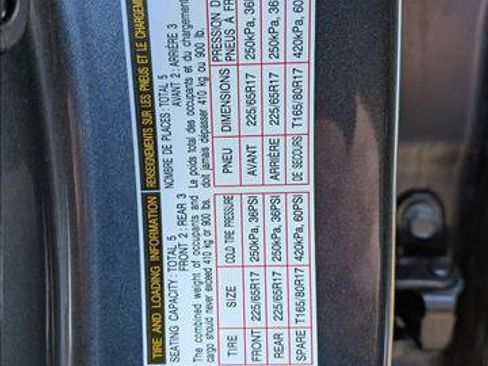 TIRE AND LOADING INFORMATION
SEATING CAPACITY : TOTAL 5
FRONT 2 : REAR 3
The combined weight of occupants and
cargo should never exceed 410 kg or 900 lbs.
TIRE SIZE COLD TIRE PRESSURE
FRONT 225/65R17 250kPa, 36PSI
REAR 225/65R17 250kPa, 36PSI
SPARE T165/80R17 420kPa, 60PSI
RENSEIGNEMENTS SUR LES PNEUS ET LE CHARGEMENT
NOMBRE DE PLACES : TOTAL 5
AVANT 2 : ARRIÈRE 3
Le poids total des occupants et du chargement
doit jamais dépasser 410 kg ou 900 lb.
PNEU DIMENSIONS PRESSION D
PNEUS À FR
AVANT 225/65R17 250kPa, 36
ARRIÈRE 225/65R17 250kPa, 36
DE SECOURS T165/80R17 420kPa, 60